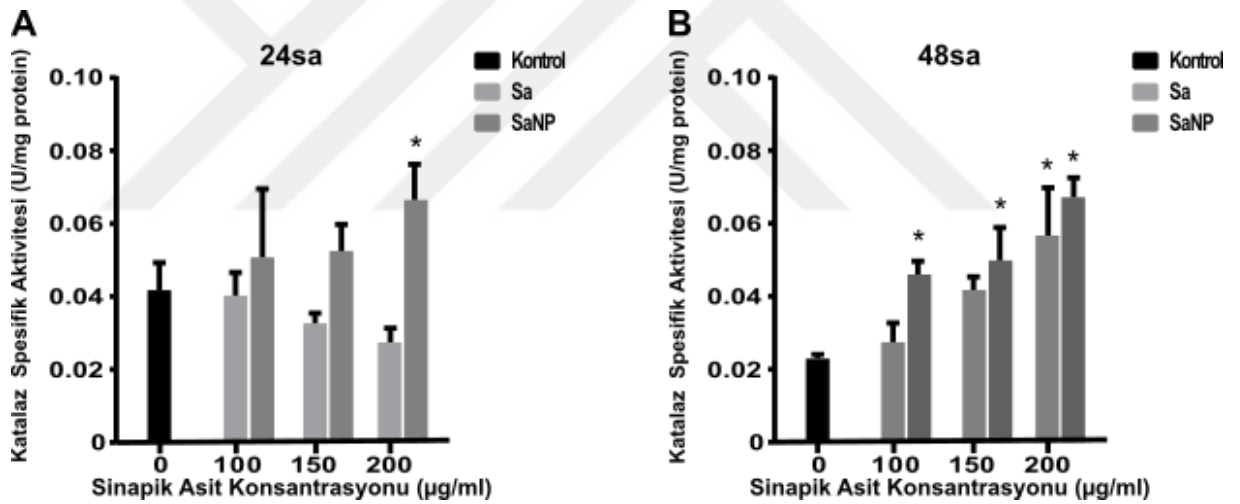 A
24sa
Katalaz Spesifik Aktivitesi (U/mg protein)
0.10
0.08
0.06
0.04
0.02
0
*
Kontrol
Sa
SaNP
0 100 150 200
Sinapik Asit Konsantrasyonu (µg/ml)
B
48sa
Katalaz Spesifik Aktivitesi (U/mg protein)
0.10
0.08
0.06
0.04
0.02
0
* * * *
Kontrol
Sa
SaNP
0 100 150 200
Sinapik Asit Konsantrasyonu (µg/ml)